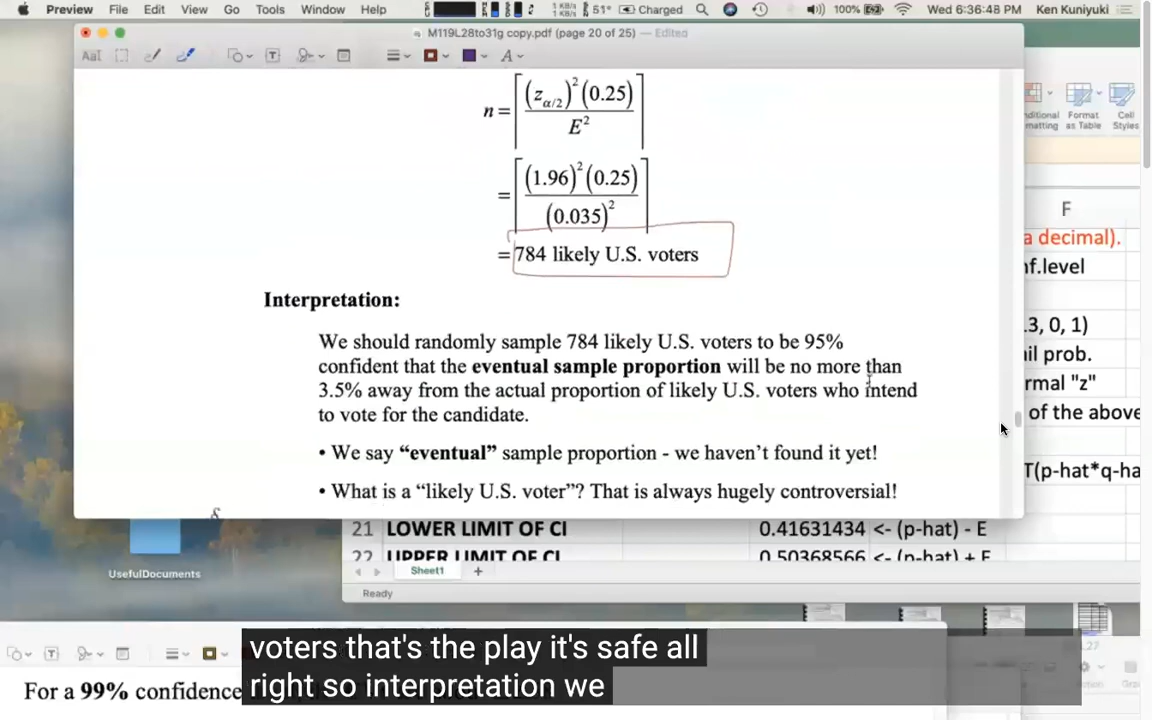 Preview File Edit View Go Tools Window Help 51° Charged 100% Wed 6:36:48 PM Ken Kuniyuki
M119L28to31g copy.pdf (page 20 of 25) — Edited
AaI T A
n = ⌈(z α/2)² (0.25) / E²⌉
= ⌈(1.96)² (0.25) / (0.035)²⌉
= 784 likely U.S. voters
Interpretation:
We should randomly sample 784 likely U.S. voters to be 95%
confident that the eventual sample proportion will be no more than
3.5% away from the actual proportion of likely U.S. voters who intend
to vote for the candidate.
• We say “eventual” sample proportion - we haven’t found it yet!
• What is a “likely U.S. voter”? That is always hugely controversial!
Format as Table
Cell Styles
F
a decimal).
nf.level
.3, 0, 1)
ail prob.
rmal "z"
of the above
T(p-hat*q-ha
21 LOWER LIMIT OF CI 0.41631434 <- (p-hat) - E
22 UPPER LIMIT OF CI 0.50368566 <- (p-hat) + E
Sheet1 +
Ready
UsefulDocuments
For a 99% confidence
voters that's the play it's safe all
right so interpretation we